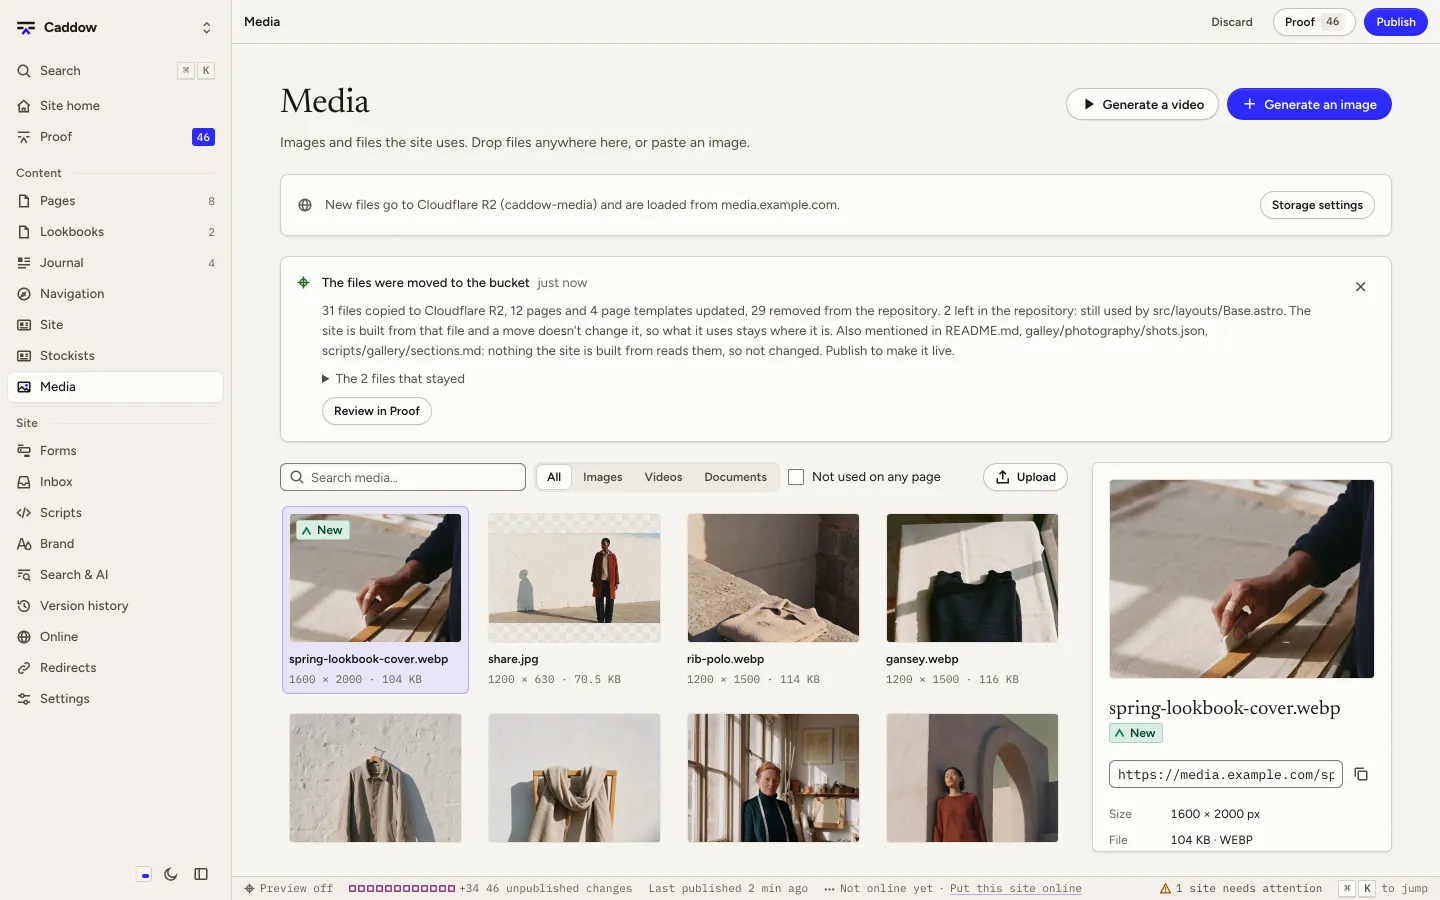 Caddow
Search
⌘ K
Site home
Proof
46
Content
Pages
8
Lookbooks
2
Journal
4
Navigation
Site
Stockists
Media
Site
Forms
Inbox
Scripts
Brand
Search & AI
Version history
Online
Redirects
Settings
Media
Discard
Proof 46
Publish
Media
Generate a video
Generate an image
Images and files the site uses. Drop files anywhere here, or paste an image.
New files go to Cloudflare R2 (caddow-media) and are loaded from media.example.com.
Storage settings
The files were moved to the bucket just now
31 files copied to Cloudflare R2, 12 pages and 4 page templates updated, 29 removed from the repository. 2 left in the repository: still used by src/layouts/Base.astro. The
site is built from that file and a move doesn't change it, so what it uses stays where it is. Also mentioned in README.md, galley/photography/shots.json,
scripts/gallery/sections.md: nothing the site is built from reads them, so not changed. Publish to make it live.
The 2 files that stayed
Review in Proof
Search media...
All
Images
Videos
Documents
Not used on any page
Upload
New
spring-lookbook-cover.webp
1600 × 2000 · 104 KB
share.jpg
1200 × 630 · 70.5 KB
rib-polo.webp
1200 × 1500 · 114 KB
gansey.webp
1200 × 1500 · 116 KB
spring-lookbook-cover.webp
New
https://media.example.com/sp
Size 1600 × 2000 px
File 104 KB · WEBP
Preview off
+34 46 unpublished changes
Last published 2 min ago
Not online yet · Put this site online
1 site needs attention
⌘ K to jump